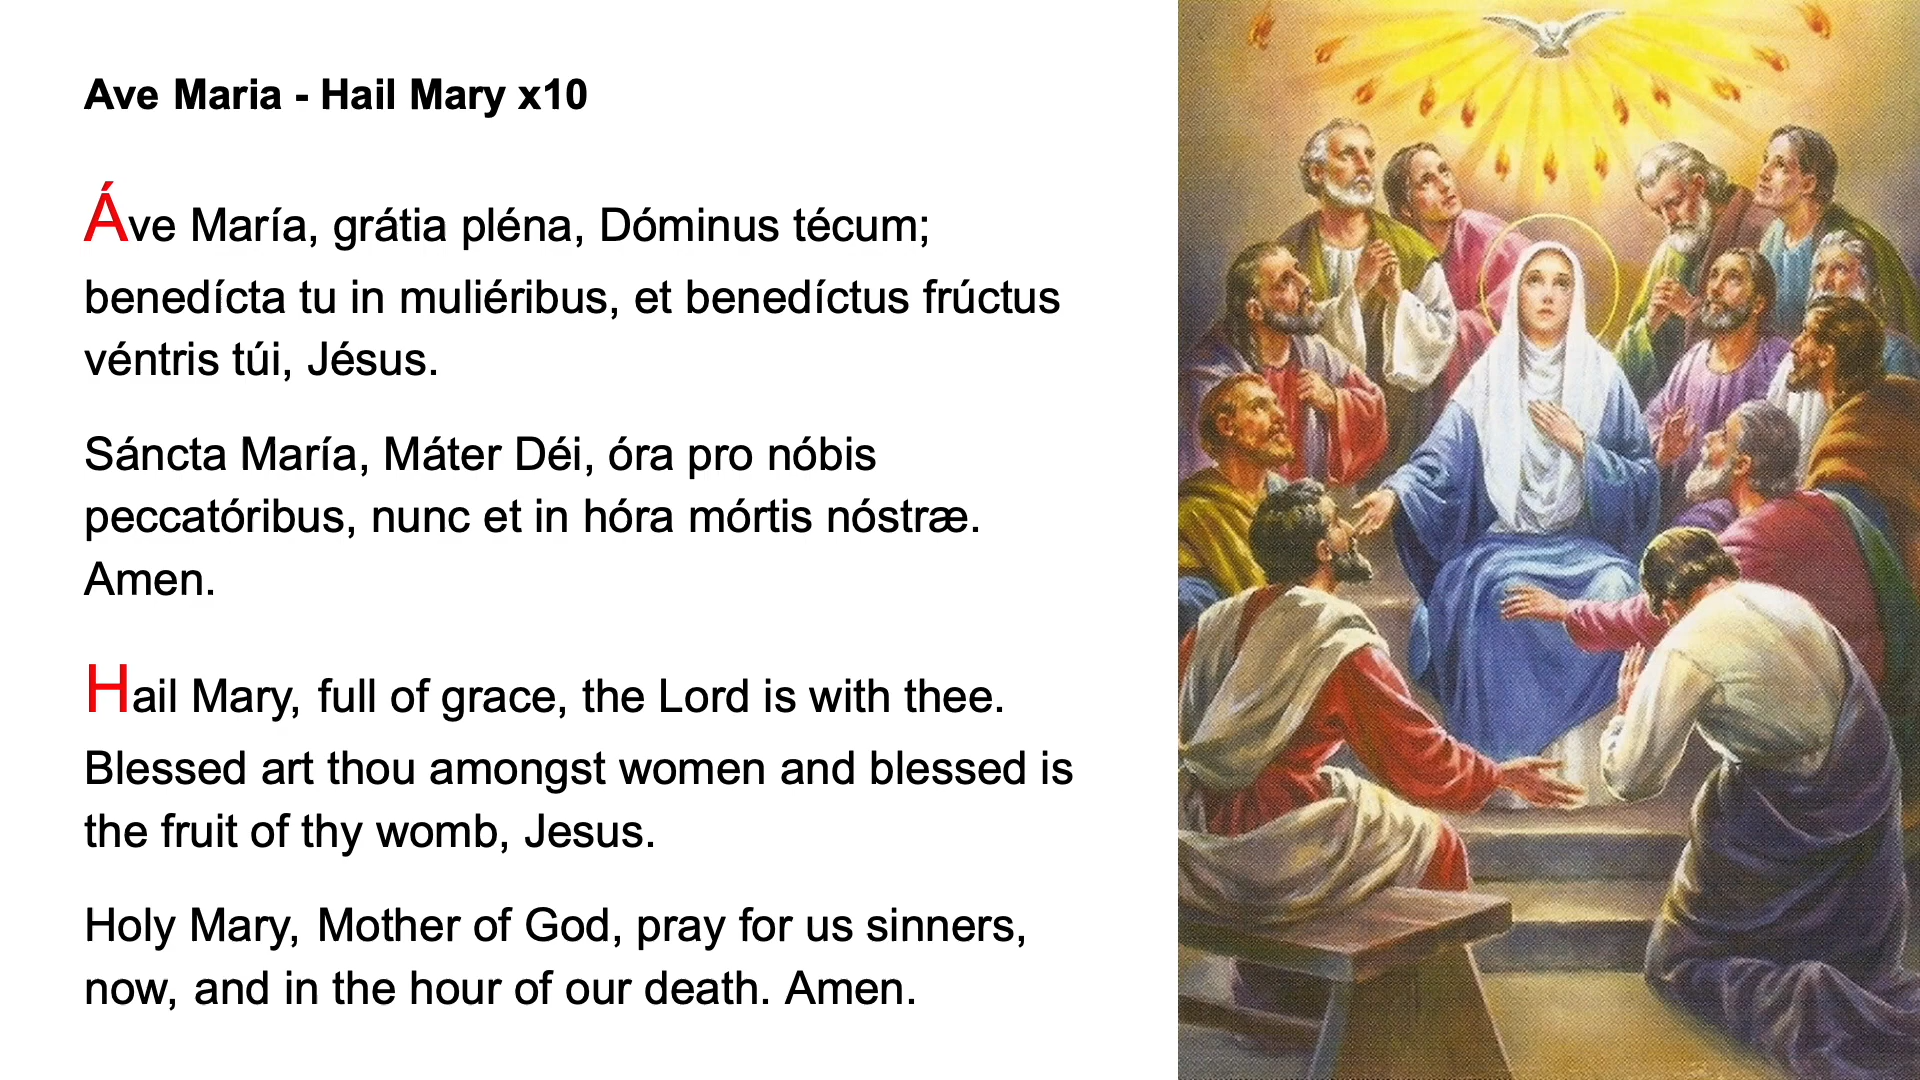 Ave Maria - Hail Mary x10
Áve María, grátia pléna, Dóminus técum;
benedícta tu in muliéribus, et benedíctus frúctus
véntris túi, Jésus.
Sáncta María, Máter Déi, óra pro nóbis
peccatóribus, nunc et in hóra mórtis nóstræ.
Amen.
Hail Mary, full of grace, the Lord is with thee.
Blessed art thou amongst women and blessed is
the fruit of thy womb, Jesus.
Holy Mary, Mother of God, pray for us sinners,
now, and in the hour of our death. Amen.